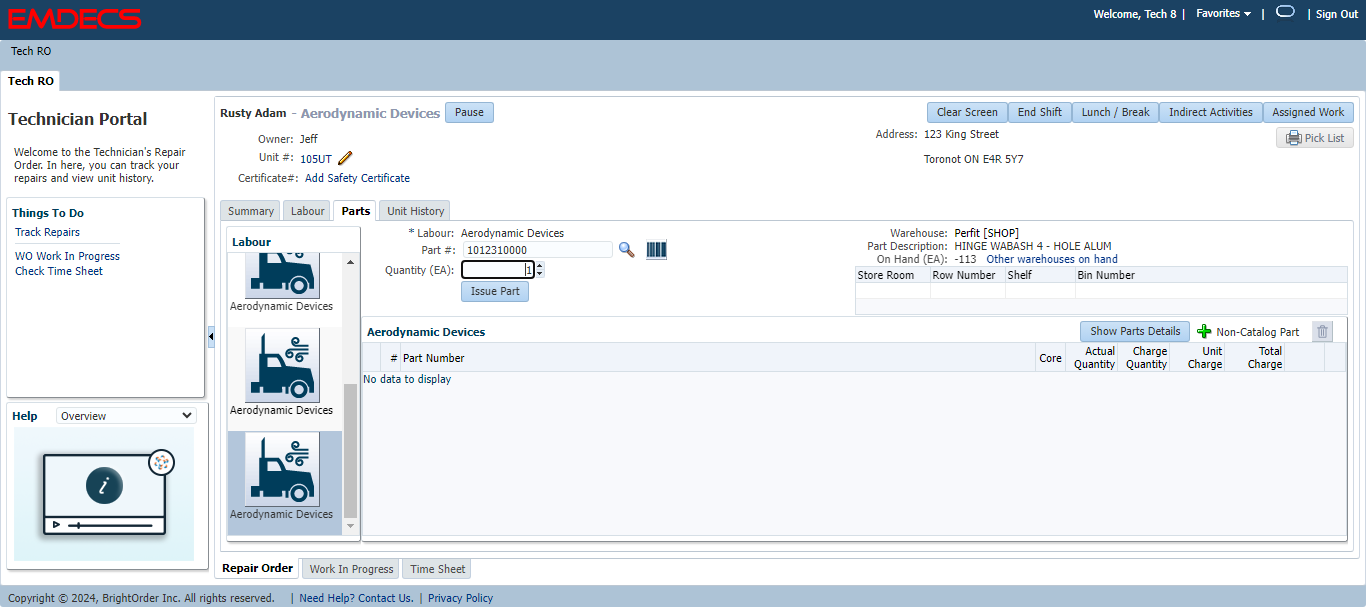 EMDECS
Welcome, Tech 8 | Favorites | | Sign Out
Tech RO
Tech RO
Technician Portal
Welcome to the Technician's Repair
Order. In here, you can track your
repairs and view unit history.
Things To Do
Track Repairs
WO Work In Progress
Check Time Sheet
Help Overview
i
Rusty Adam - Aerodynamic Devices Pause
Clear Screen End Shift Lunch / Break Indirect Activities Assigned Work
Owner: Jeff
Unit #: 105UT
Certificate#: Add Safety Certificate
Address: 123 King Street
Toronot ON E4R 5Y7
Pick List
Summary Labour Parts Unit History
Labour
Aerodynamic Devices
Aerodynamic Devices
Aerodynamic Devices
* Labour: Aerodynamic Devices
Part #: 1012310000
Quantity (EA): 1
Issue Part
Warehouse: Perfit [SHOP]
Part Description: HINGE WABASH 4 - HOLE ALUM
On Hand (EA): -113 Other warehouses on hand
Store Room Row Number Shelf Bin Number
Aerodynamic Devices Show Parts Details Non-Catalog Part
# Part Number Core Actual Quantity Charge Quantity Unit Charge Total Charge
No data to display
Repair Order Work In Progress Time Sheet
Copyright © 2024, BrightOrder Inc. All rights reserved. | Need Help? Contact Us. | Privacy Policy